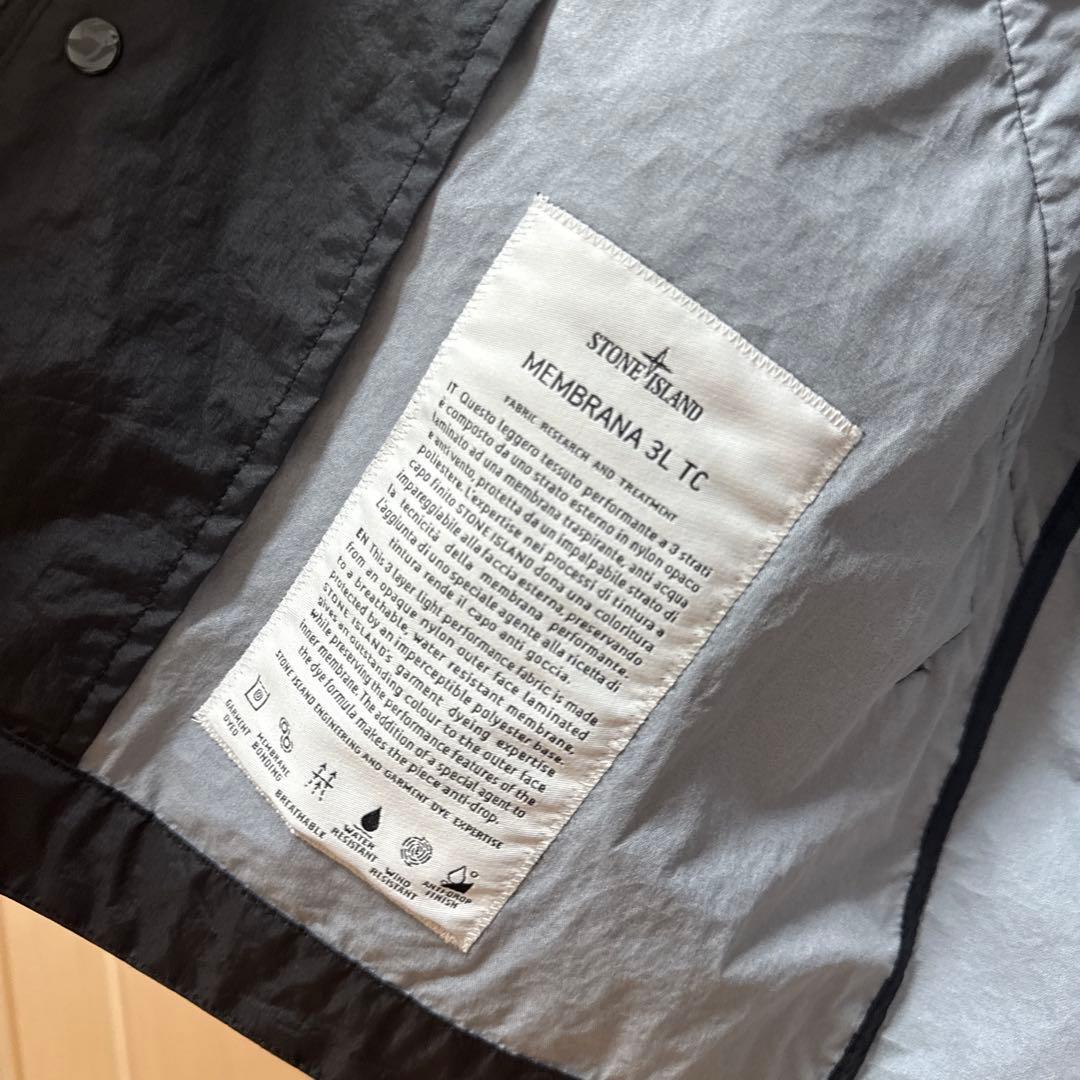 STONE ISLAND
MEMBRANA 3L TC
FABRIC RESEARCH AND TREATMENT
IT Questo leggero tessuto performante a 3 strati
è composto da uno strato esterno in nylon opaco
laminato ad una membrana traspirante, anti acqua
e anti vento, protetta da un impalpabile strato di
poliestere. L'expertise nei processi di tintura a
capo finito STONE ISLAND dona una coloritura
impareggiabile alla faccia esterna, preservando
la tecnicità della membrana performante.
L'aggiunta di uno speciale agente alla ricetta di
tintura rende il capo anti goccia.
EN This 3 layer light performance fabric is made
from an opaque nylon outer face laminated
to a breathable, water resistant membrane,
protected by an imperceptible polyester base.
STONE ISLAND'S garment dyeing expertise
gives an outstanding colour to the outer face
while preserving the performance features of the
inner membrane. The addition of a special agent to
the dye formula makes the piece anti-drop.
STONE ISLAND ENGINEERING AND GARMENT DYE EXPERTISE
GARMENT
DYED
MEMBRANE
BONDING
BREATHABLE
WATER
RESISTANT
WIND
RESISTANT
ANTI-DROP
FINISH